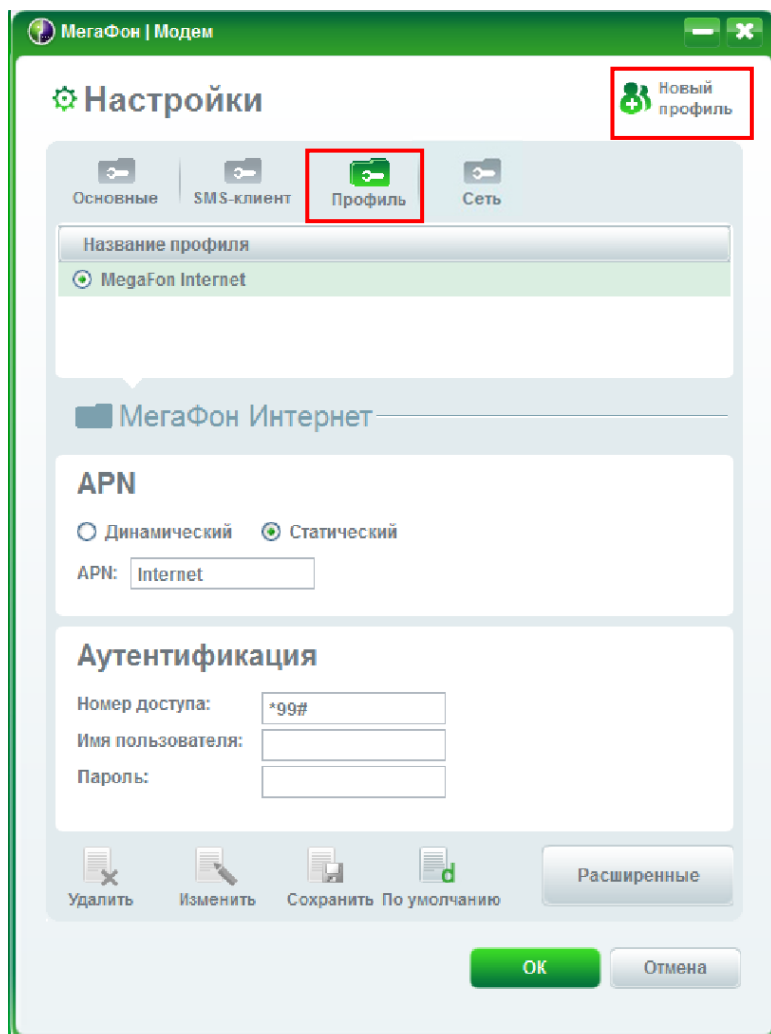 МегаФон | Модем
Настройки
Новый
профиль
Основные SMS-клиент Профиль Сеть
Название профиля
MegaFon Internet
МегаФон Интернет
APN
Динамический Статический
APN: Internet
Аутентификация
Номер доступа: *99#
Имя пользователя:
Пароль:
Удалить Изменить Сохранить По умолчанию Расширенные
ОК Отмена